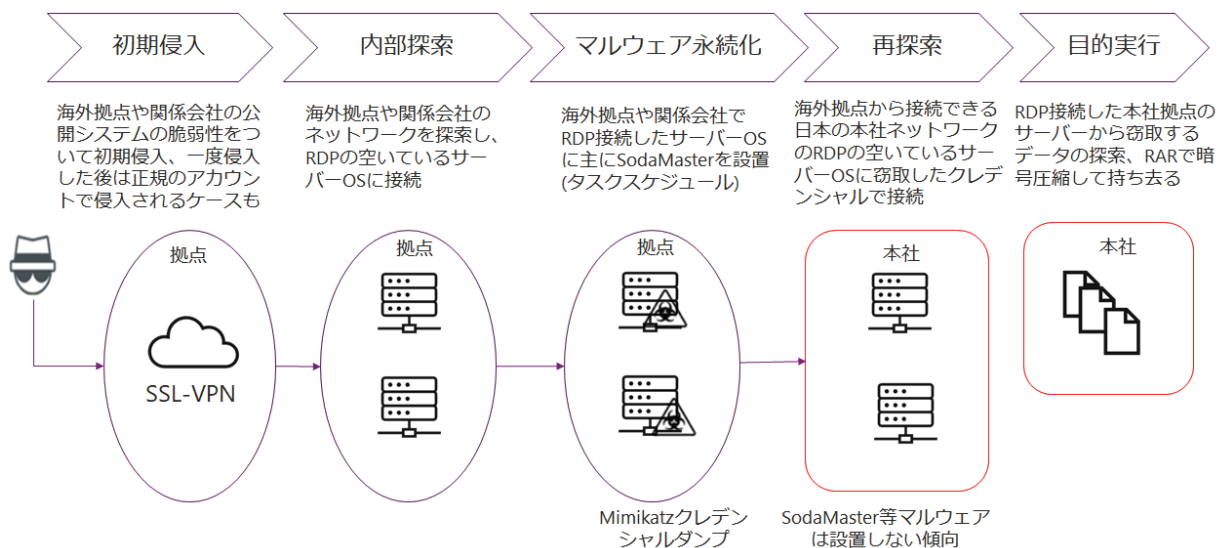 初期侵入
内部探索
マルウェア永続化
再探索
目的実行
海外拠点や関係会社の公
開システムの脆弱性をつ
いて初期侵入、一度侵入
した後は正規のアカウン
トで侵入されるケースも
海外拠点や関係会社の
ネットワークを探索し、
RDPの空いているサー
バーOSに接続
海外拠点や関係会社で
RDP接続したサーバーOS
に主にSodaMasterを設置
(タスクスケジュール)
海外拠点から接続できる
日本の本社ネットワーク
のRDPの空いているサー
バーOSに窃取したクレデ
ンシャルで接続
RDP接続した本社拠点の
サーバーから窃取する
データの探索、RARで暗
号圧縮して持ち去る
拠点
拠点
拠点
本社
本社
SSL-VPN
Mimikatzクレデン
シャルダンプ
SodaMaster等マルウェア
は設置しない傾向